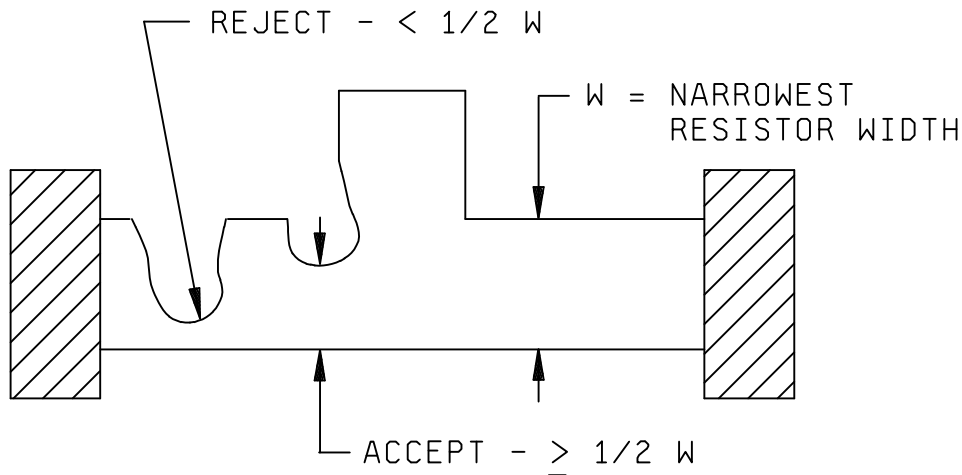 REJECT - < 1/2 W
W = NARROWEST
RESISTOR WIDTH
ACCEPT - ≥ 1/2 W